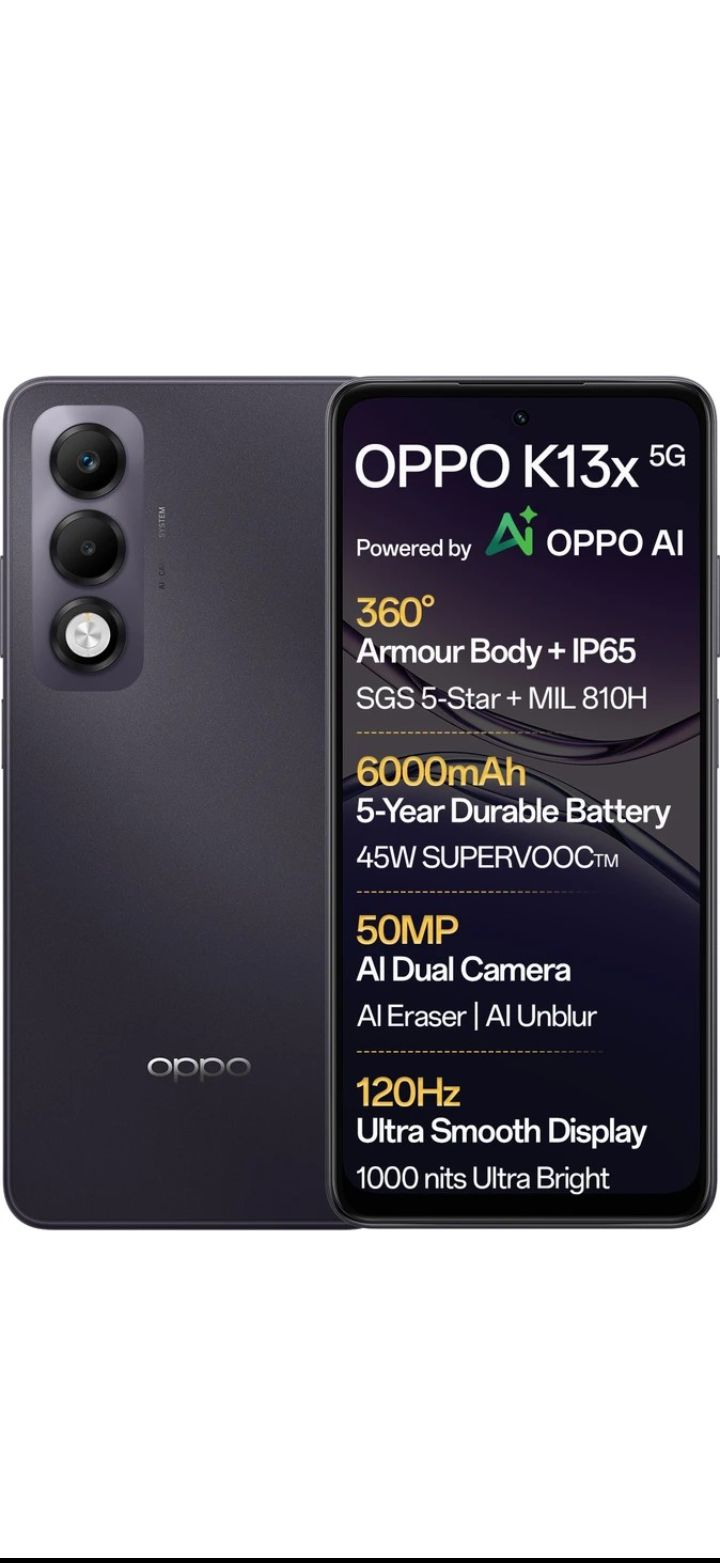 OPPO K13x 5G
Powered by Ai OPPO AI
360°
Armour Body + IP65
SGS 5-Star + MIL 810H
6000mAh
5-Year Durable Battery
45W SUPERVOOC™
50MP
AI Dual Camera
AI Eraser | AI Unblur
120Hz
Ultra Smooth Display
1000 nits Ultra Bright
SYSTEM
oppo